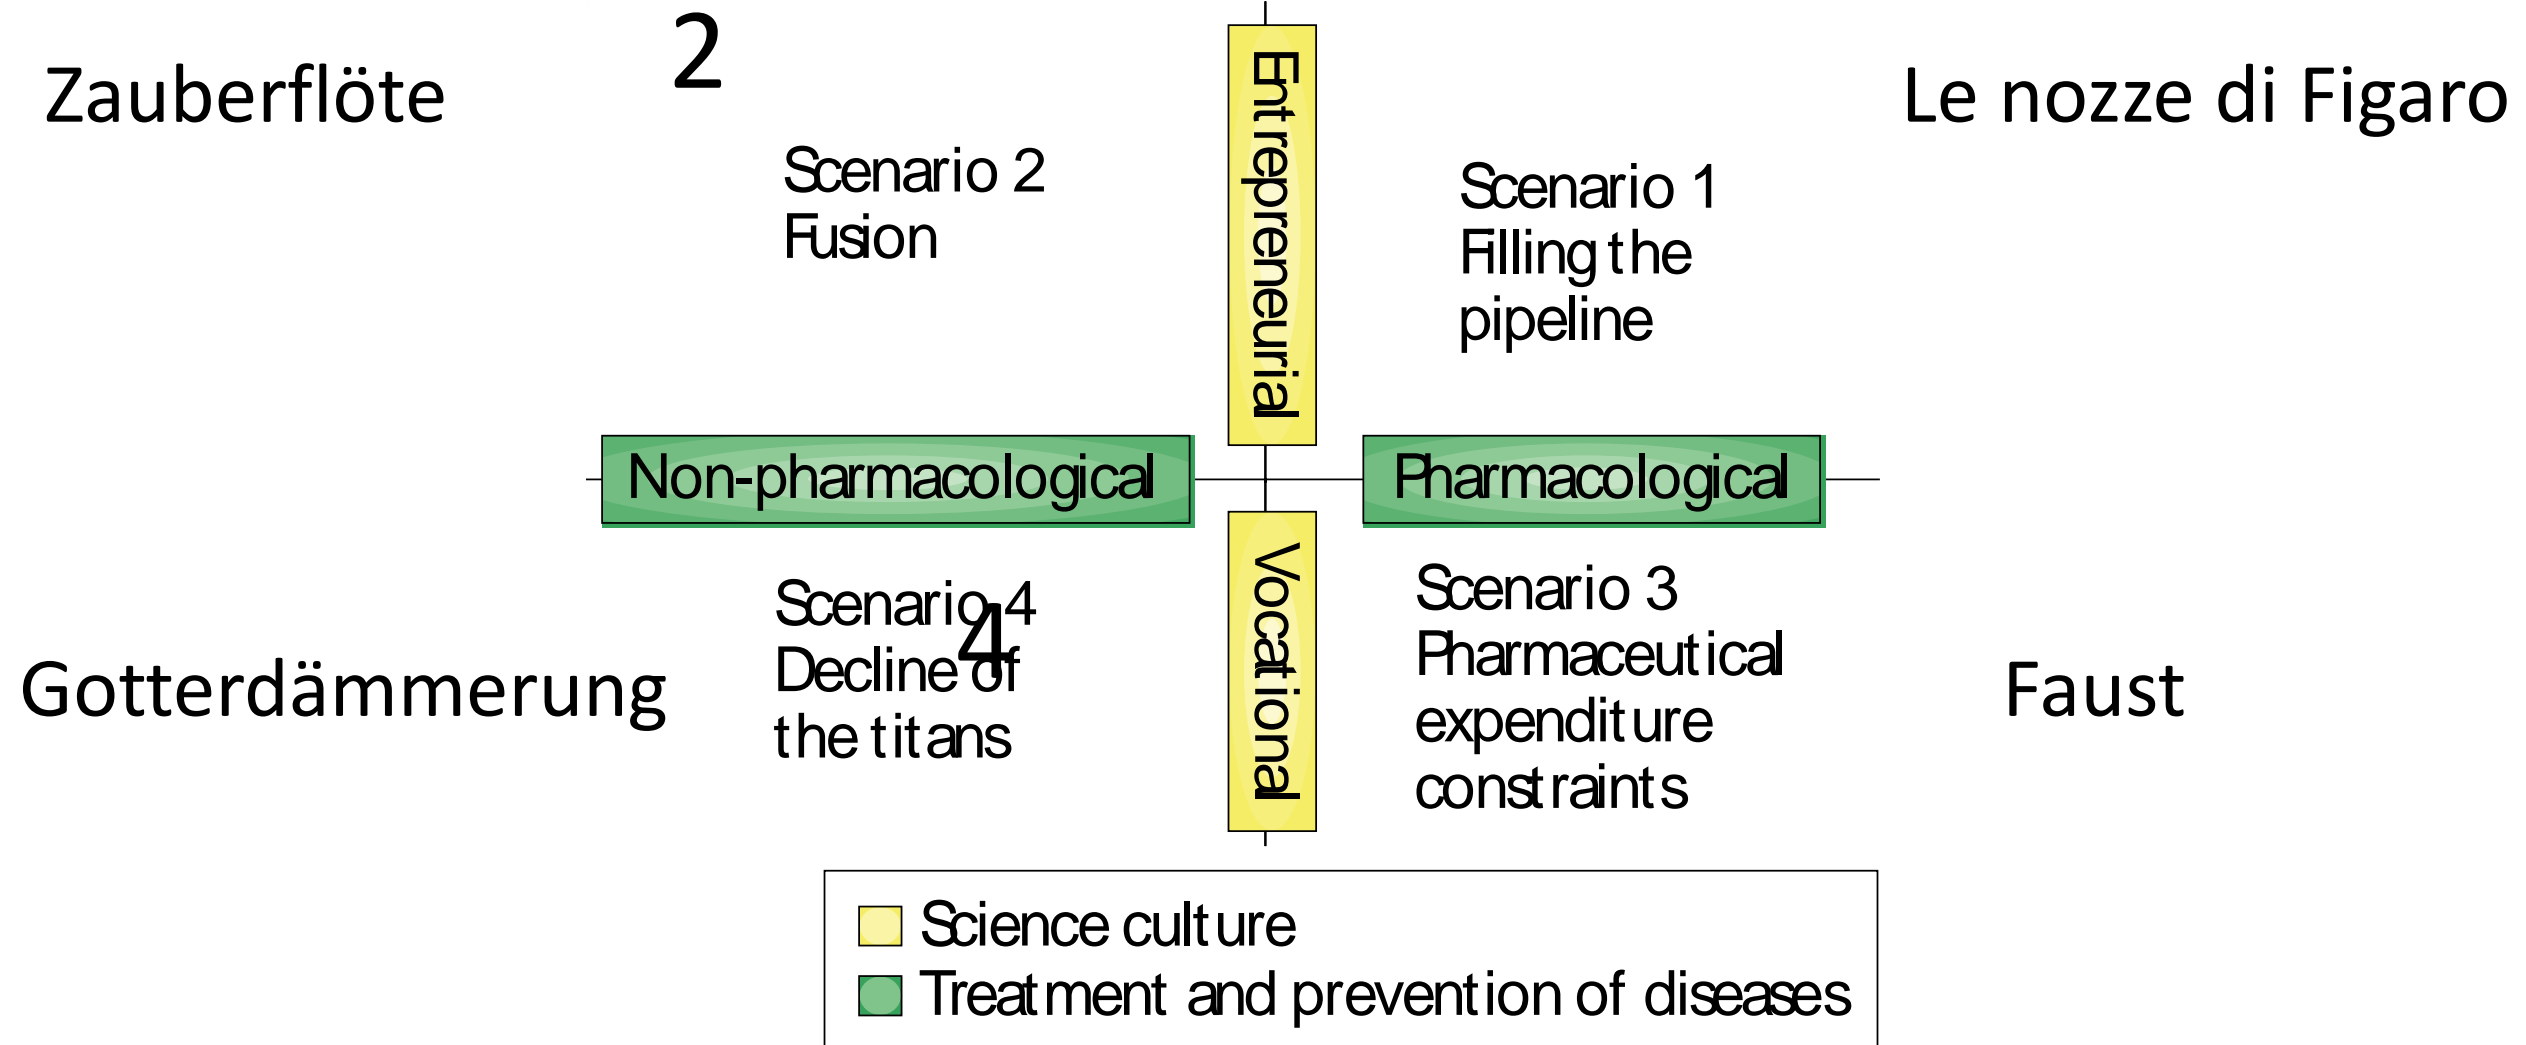 2
Zauberflöte
Le nozze di Figaro
Scenario 2
Fusion
Entrepreneurial
Scenario 1
Filling the
pipeline
Non-pharmacological
Pharmacological
Scenario 4
Decline of
the titans
4
Gotterdämmerung
Vocational
Scenario 3
Pharmaceutical
expenditure
constraints
Faust
Science culture
Treatment and prevention of diseases